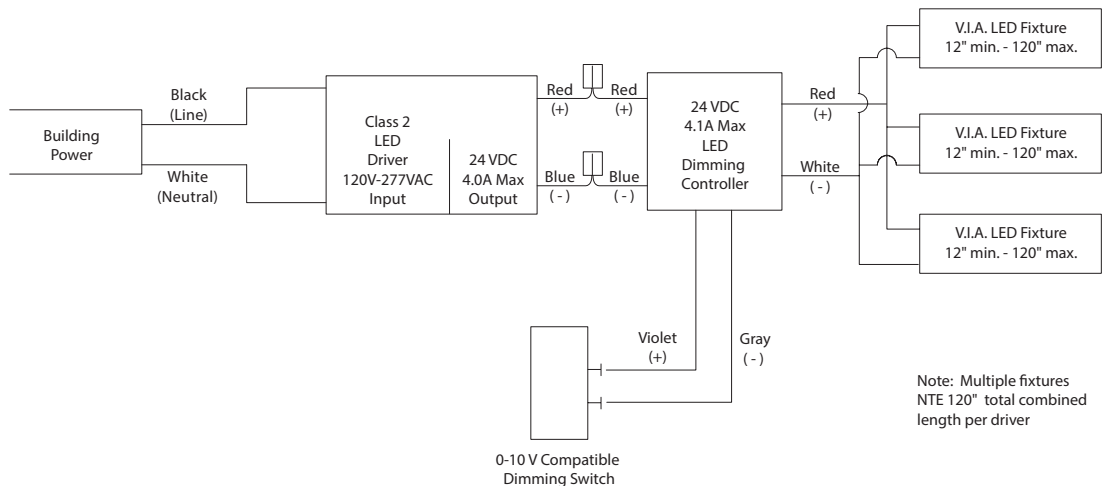 Building
Power
Black
(Line)
White
(Neutral)
Class 2
LED
Driver
120V-277VAC
Input
24 VDC
4.0A Max
Output
Red
(+)
Red
(+)
Blue
( - )
Blue
( - )
24 VDC
4.1A Max
LED
Dimming
Controller
Red
(+)
White
( - )
V.I.A. LED Fixture
12" min. - 120" max.
V.I.A. LED Fixture
12" min. - 120" max.
V.I.A. LED Fixture
12" min. - 120" max.
Violet
(+)
Gray
( - )
0-10 V Compatible
Dimming Switch
Note:  Multiple fixtures
NTE 120"  total combined
length per driver